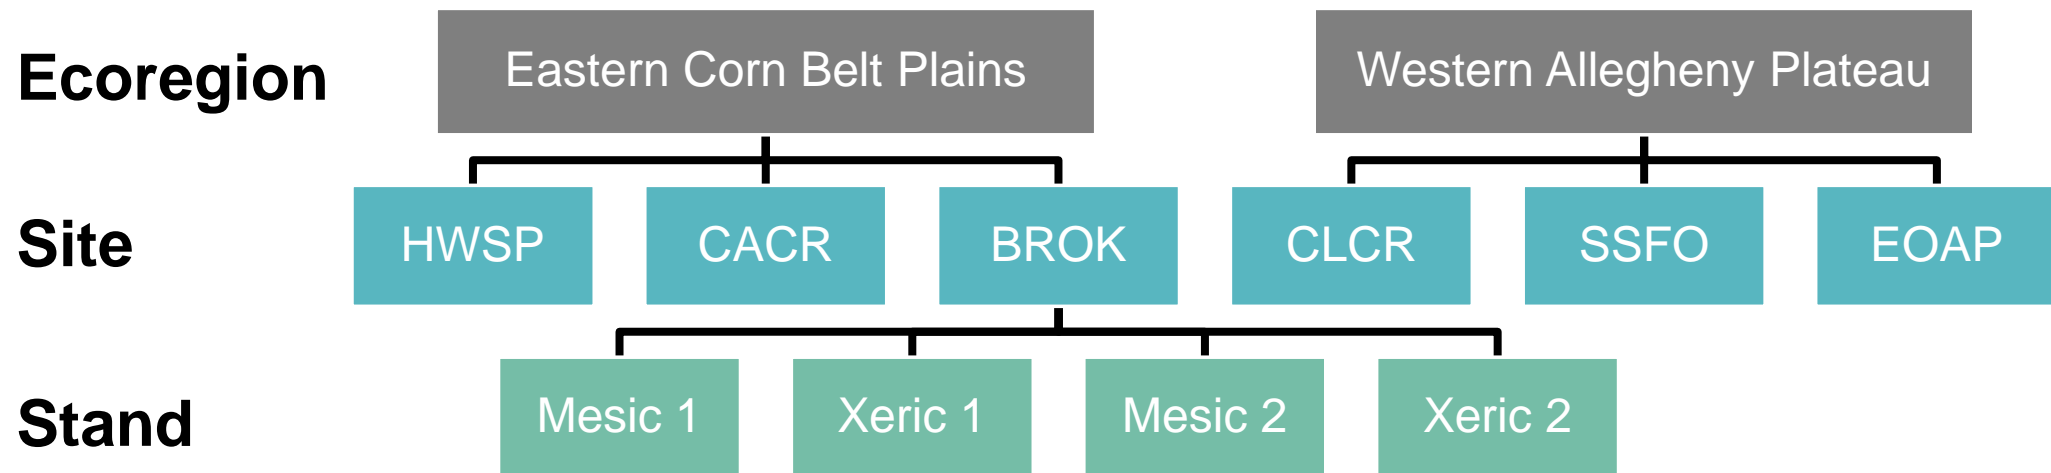 Ecoregion
Eastern Corn Belt Plains
Western Allegheny Plateau
Site
HWSP
CACR
BROK
CLCR
SSFO
EOAP
Stand
Mesic 1
Xeric 1
Mesic 2
Xeric 2